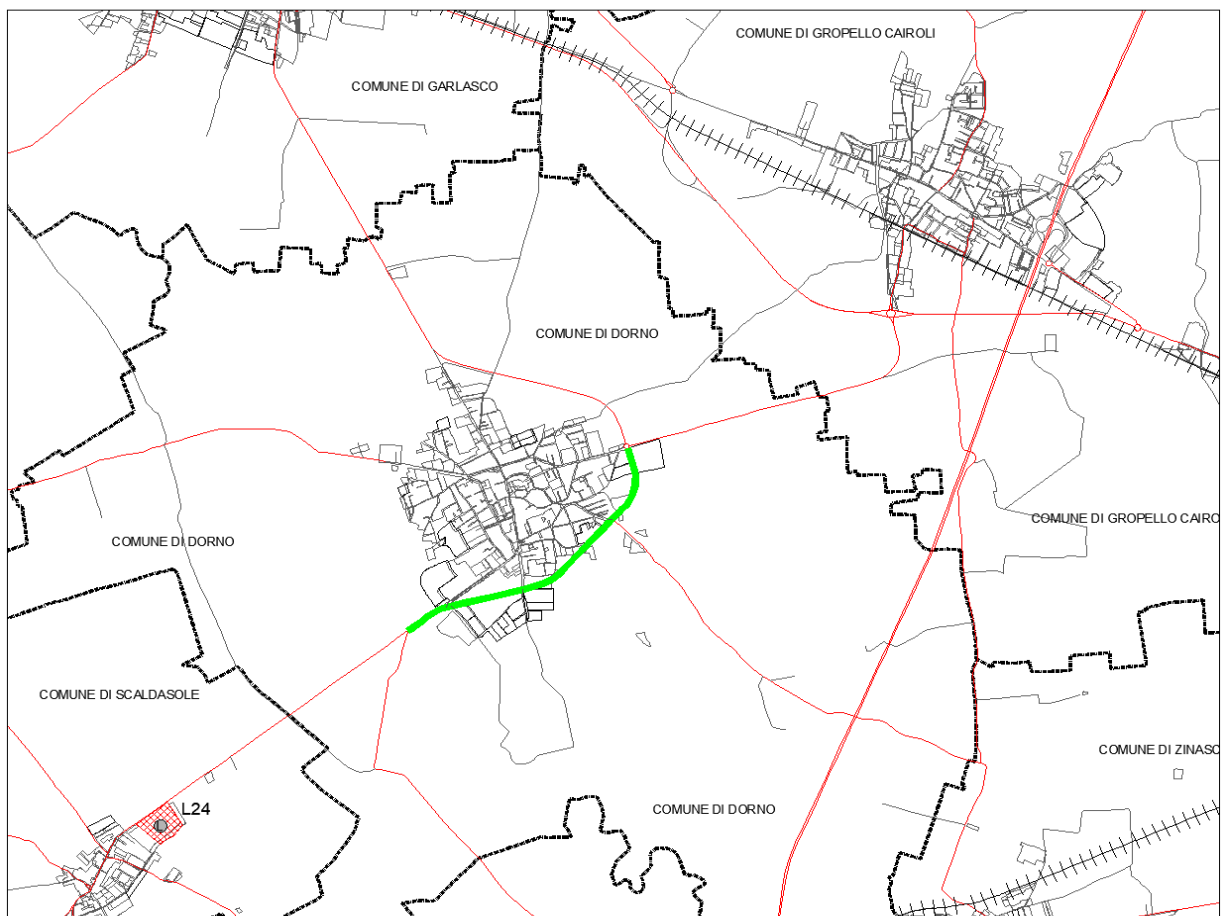 COMUNE DI GROPELLO CAIROLI
COMUNE DI GARLASCO
COMUNE DI DORNO
COMUNE DI GROPELLO CAIRO
COMUNE DI DORNO
COMUNE DI SCALDASOLE
COMUNE DI ZINASC
L24
COMUNE DI DORNO